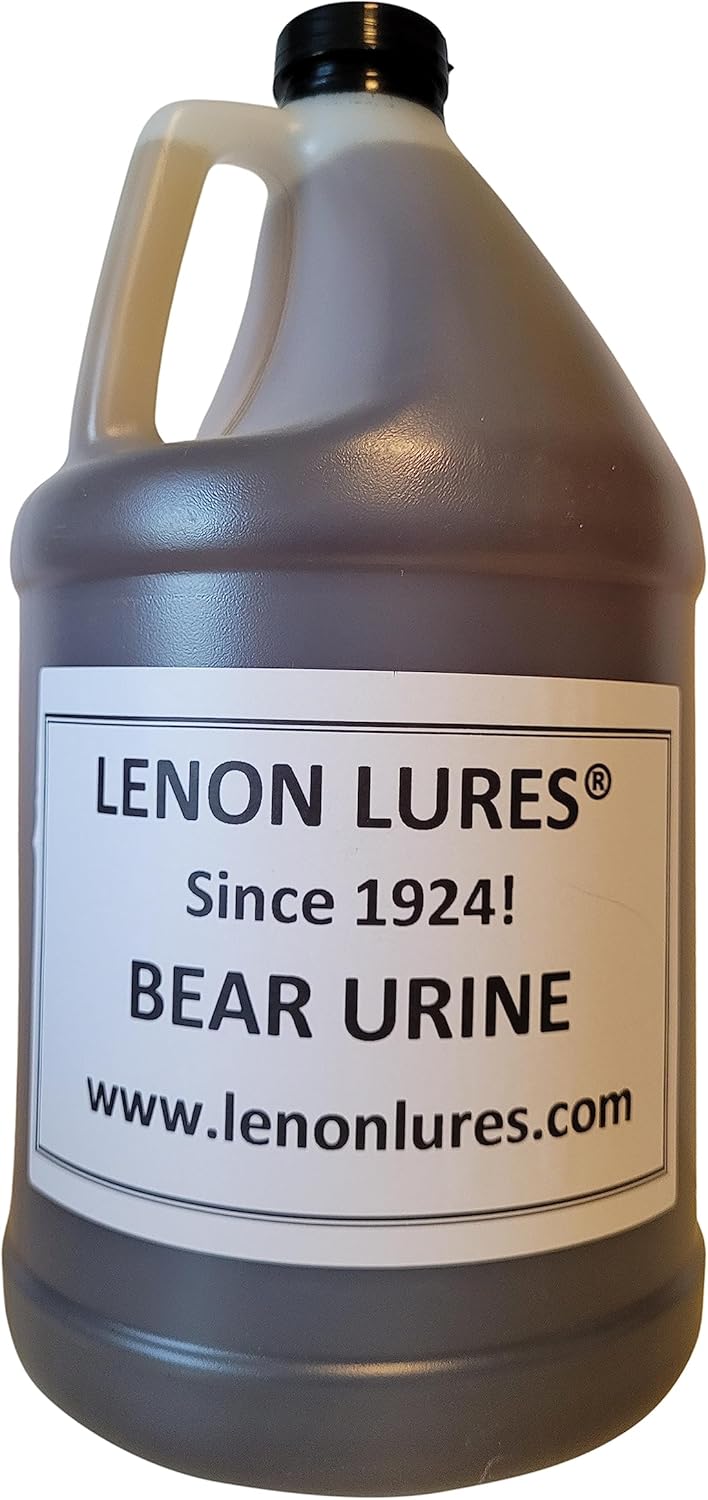 LENON LURES®
Since 1924!
BEAR URINE
www.lenonlures.com